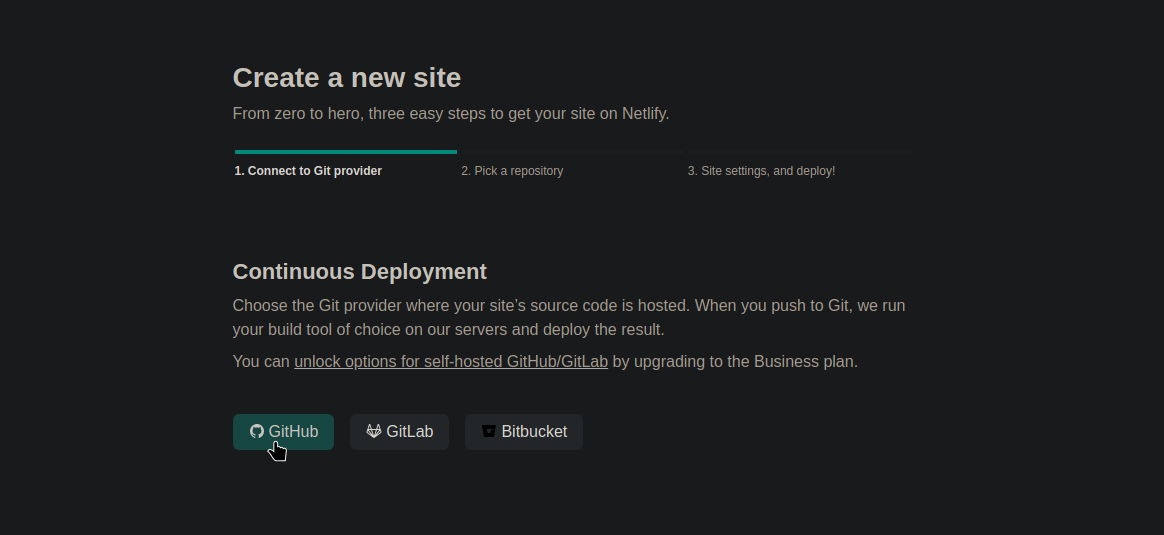 Create a new site
From zero to hero, three easy steps to get your site on Netlify.
1. Connect to Git provider
2. Pick a repository
3. Site settings, and deploy!
Continuous Deployment
Choose the Git provider where your site’s source code is hosted. When you push to Git, we run
your build tool of choice on our servers and deploy the result.
You can unlock options for self-hosted GitHub/GitLab by upgrading to the Business plan.
GitHub
GitLab
Bitbucket